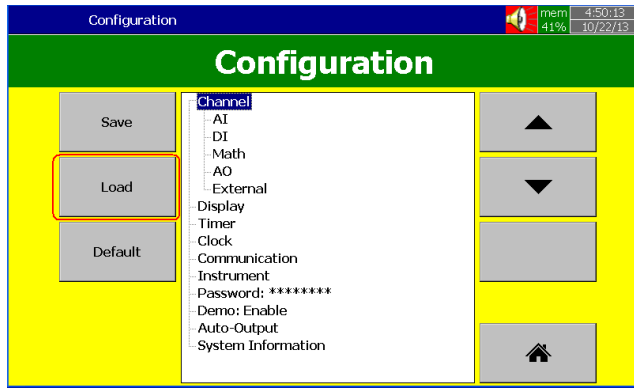 Configuration
mem 4:50:13
41% 10/22/13
Configuration
Save
Load
Default
Channel
AI
DI
Math
AO
External
Display
Timer
Clock
Communication
Instrument
Password: ********
Demo: Enable
Auto-Output
System Information